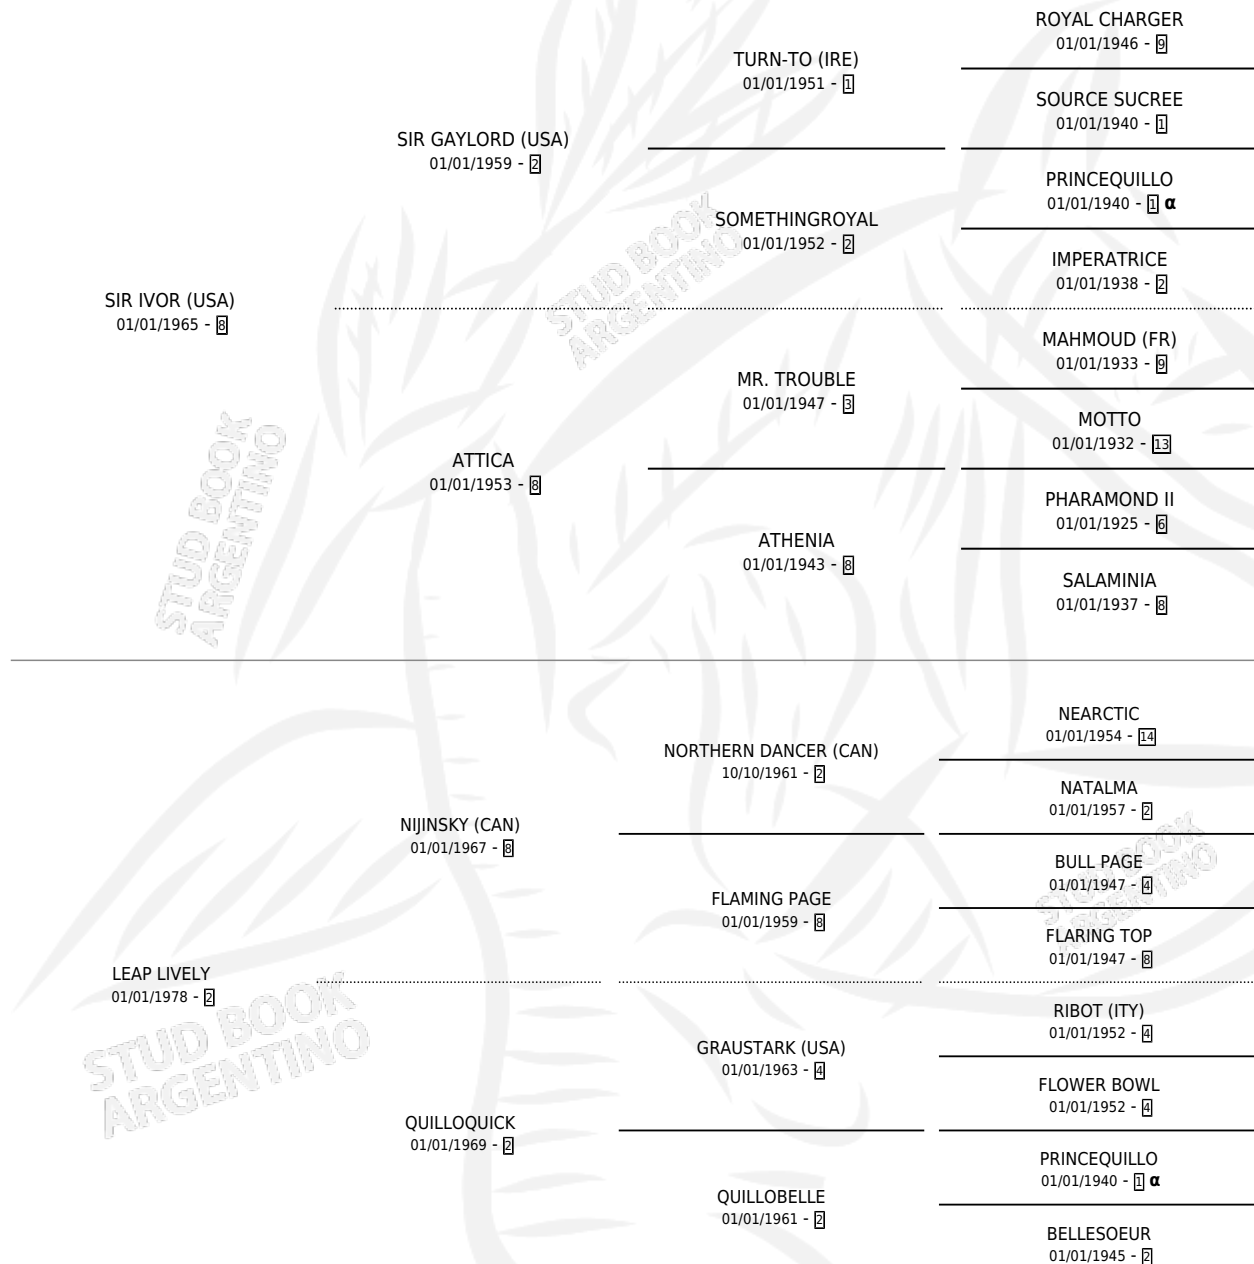 ROYAL CHARGER
01/01/1946 - 9
TURN-TO (IRE)
01/01/1951 - 1
SOURCE SUCREE
01/01/1940 - 1
SIR GAYLORD (USA)
01/01/1959 - 2
PRINCEQUILLO
01/01/1940 - 1 α
SOMETHINGROYAL
01/01/1952 - 2
IMPERATRICE
01/01/1938 - 2
STUD BOOK
ARGENTINO
SIR IVOR (USA)
01/01/1965 - 8
MAHMOUD (FR)
01/01/1933 - 9
MR. TROUBLE
01/01/1947 - 3
MOTTO
01/01/1932 - 13
ATTICA
01/01/1953 - 8
PHARAMOND II
01/01/1925 - 6
ATHENIA
01/01/1943 - 8
SALAMINIA
01/01/1937 - 8
STUD BOOK
ARGENTINO
NEARCTIC
01/01/1954 - 14
NORTHERN DANCER (CAN)
10/10/1961 - 2
NATALMA
01/01/1957 - 2
NIJINSKY (CAN)
01/01/1967 - 8
BULL PAGE
01/01/1947 - 4
FLAMING PAGE
01/01/1959 - 8
FLARING TOP
01/01/1947 - 8
STUD BOOK
ARGENTINO
LEAP LIVELY
01/01/1978 - 2
RIBOT (ITY)
01/01/1952 - 4
GRAUSTARK (USA)
01/01/1963 - 4
FLOWER BOWL
01/01/1952 - 4
STUD BOOK
ARGENTINO
QUILLOQUICK
01/01/1969 - 2
PRINCEQUILLO
01/01/1940 - 1 α
QUILLOBELLE
01/01/1961 - 2
BELLESOEUR
01/01/1945 - 2